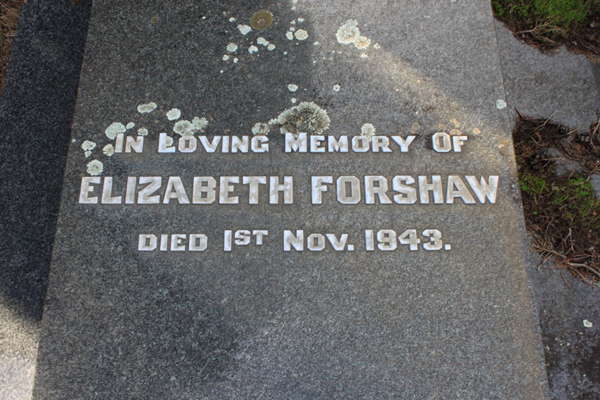 In Loving Memory Of
ELIZABETH FORSHAW
DIED 1ST NOV. 1943.